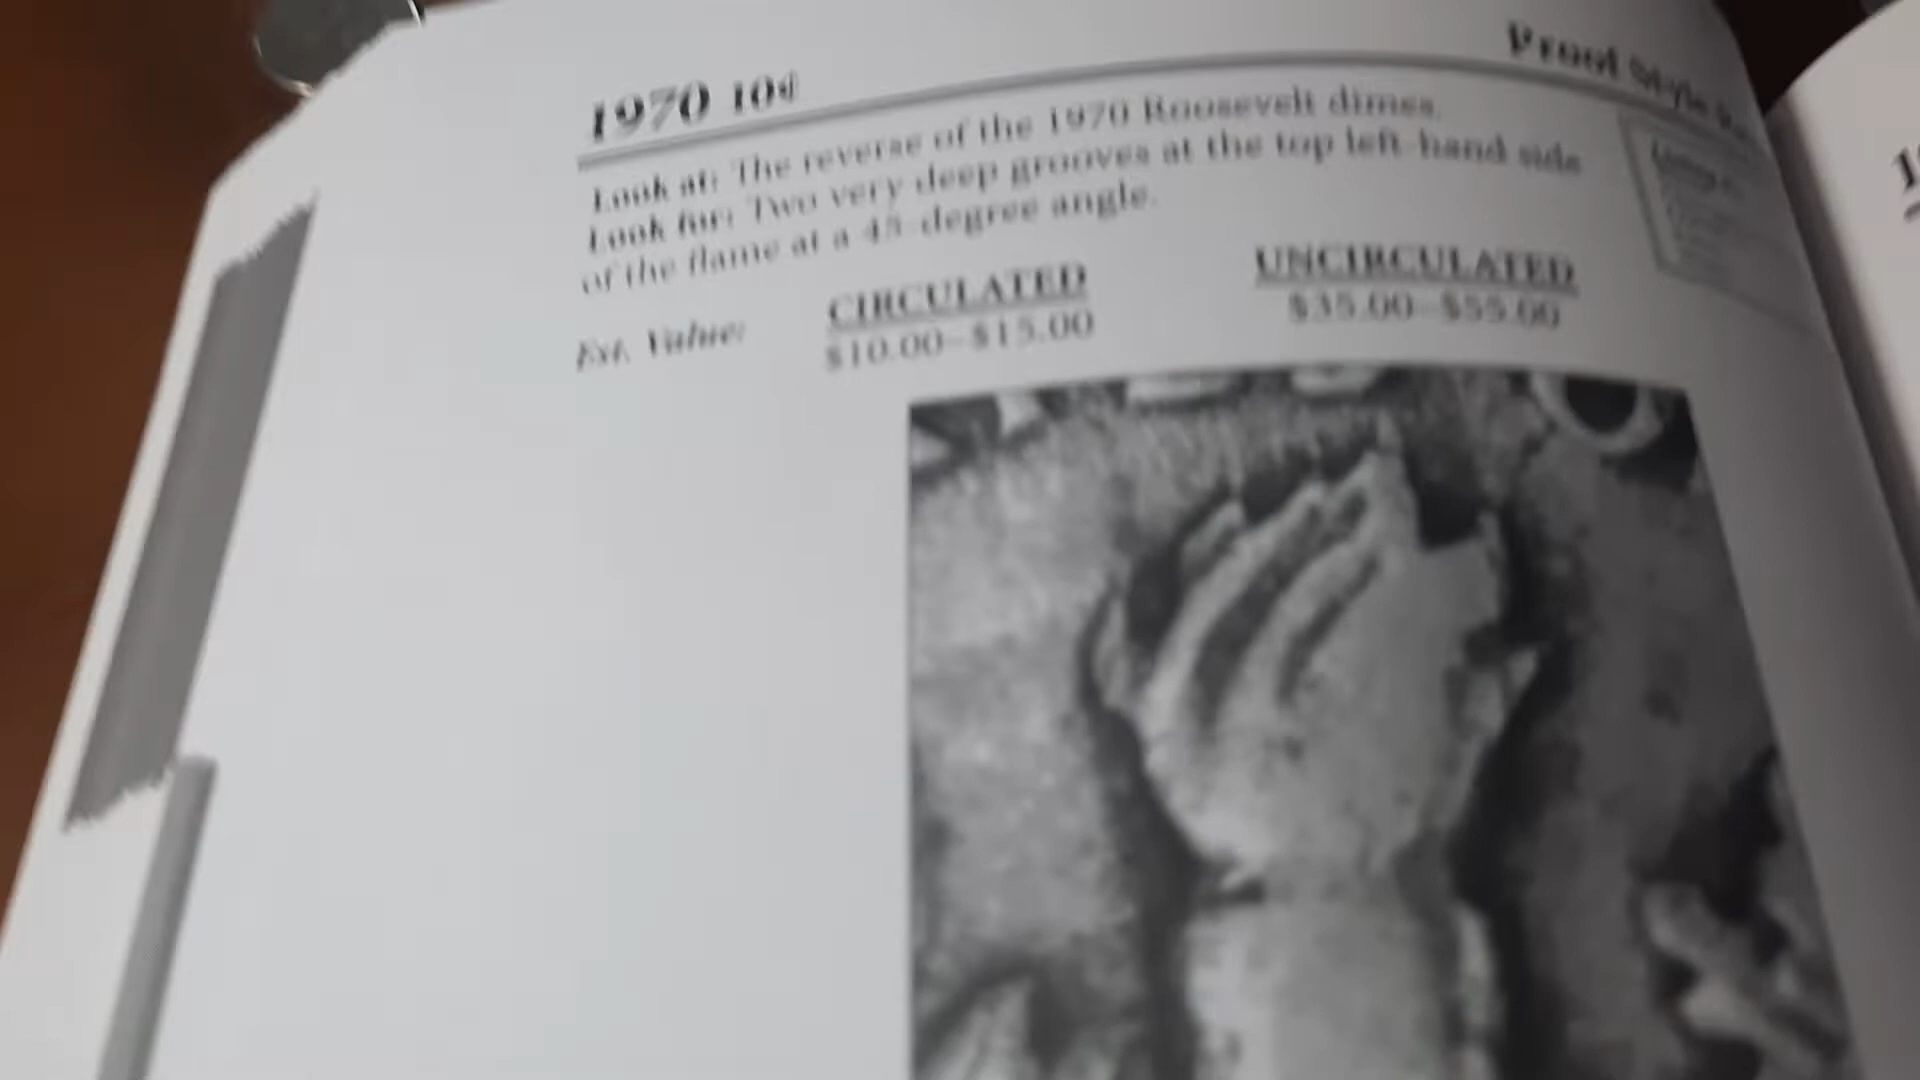 1970 10¢
Proof Style
Look at: The reverse of the 1970 Roosevelt dimes.
Look for: Two very deep grooves at the top left-hand side
of the flame at a 45-degree angle.
CIRCULATED UNCIRCULATED
Est. Value: $10.00–$15.00 $35.00–$55.00